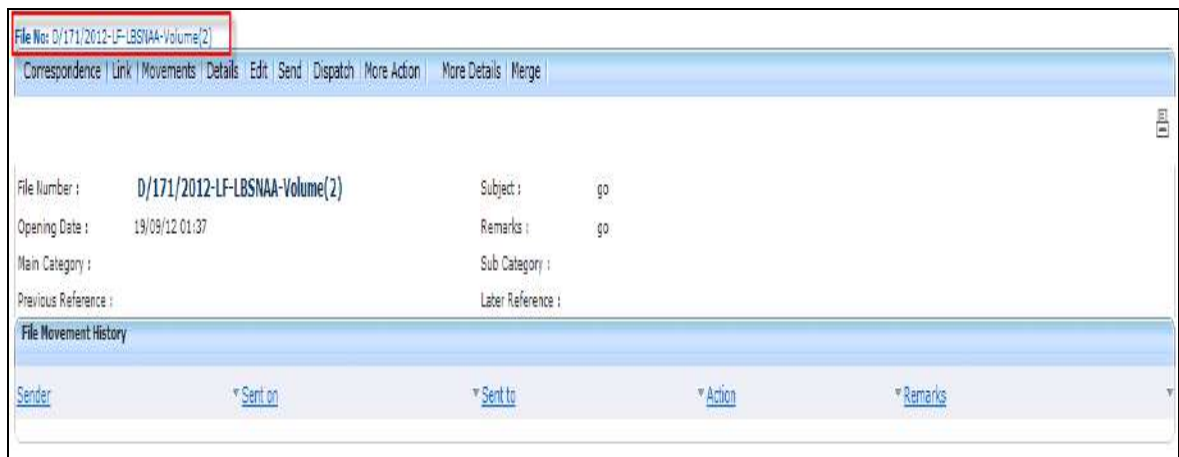 File No: D/171/2012-LF-LBSNAA-Volume(2)
Correspondence | Link | Movements | Details | Edit | Send | Dispatch | More Action | More Details | Merge
File Number : D/171/2012-LF-LBSNAA-Volume(2) Subject : go
Opening Date : 19/09/12 01:37 Remarks : go
Main Category : Sub Category :
Previous Reference : Later Reference :
File Movement History
Sender Sent on Sent to Action Remarks